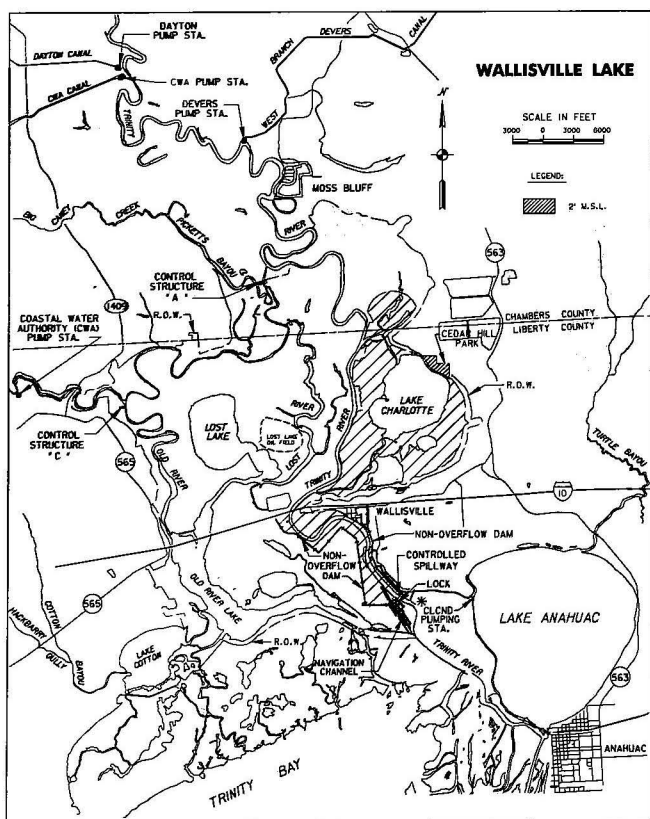 DAYTON
PUMP STA.
DEVERS
CANAL
BRANCH
WEST
DAYTON CANAL
CWA CANAL
CWA PUMP STA.
TRINITY
DEVERS
PUMP STA.
WALLISVILLE LAKE
N
SCALE IN FEET
3000 0 3000 6000
LEGEND:
2' M.S.L.
MOSS BLUFF
RIVER
BIG CANEY CREEK
PICKETTS BAYOU
CONTROL
STRUCTURE
"A"
563
1409
R.O.W.
COASTAL WATER
AUTHORITY (CWA)
PUMP STA.
CHAMBERS COUNTY
LIBERTY COUNTY
CEDAR HILL
PARK
R.O.W.
LAKE
CHARLOTTE
RIVER
LOST
LOST
LAKE
LOST LAKE
OIL FIELD
TRINITY RIVER
CONTROL
STRUCTURE
"C"
565
OLD RIVER
TURTLE BAYOU
10
WALLISVILLE
NON-OVERFLOW DAM
NON-
OVERFLOW
DAM
CONTROLLED
SPILLWAY
LOCK
CLCND
PUMPING
STA.
LAKE ANAHUAC
565
OLD RIVER LAKE
COTTON
BAYOU
HACKBARRY
GULLY
LAKE
COTTON
R.O.W.
NAVIGATION
CHANNEL
TRINITY RIVER
563
ANAHUAC
TRINITY BAY